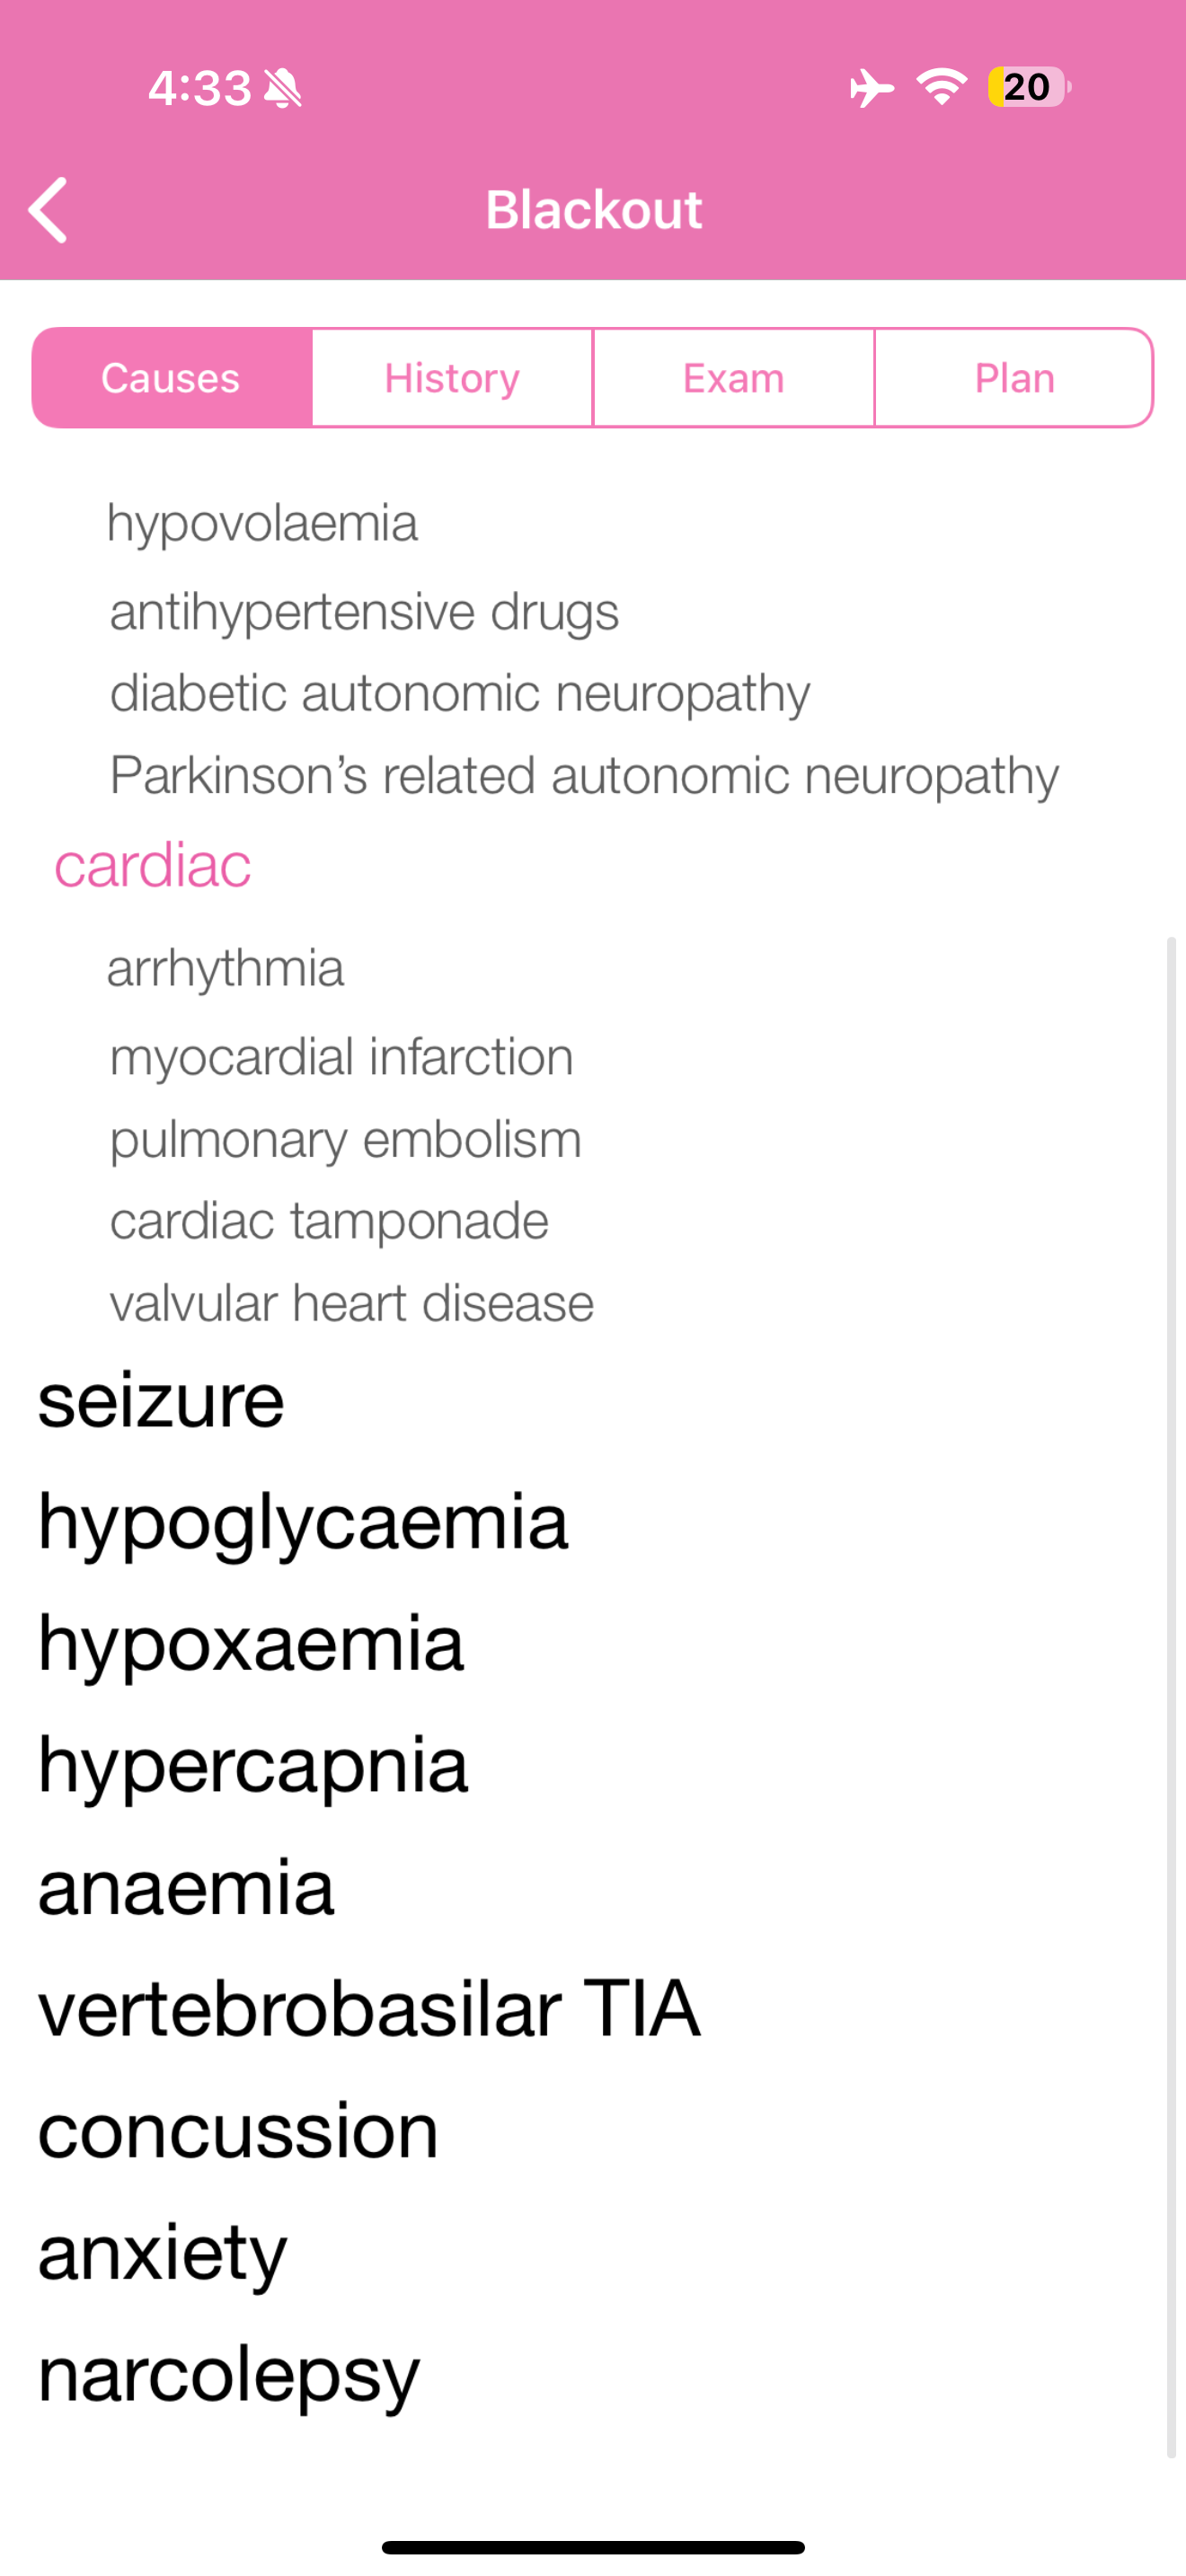 4:33
20
Blackout
Causes History Exam Plan
hypovolaemia
antihypertensive drugs
diabetic autonomic neuropathy
Parkinson’s related autonomic neuropathy
cardiac
arrhythmia
myocardial infarction
pulmonary embolism
cardiac tamponade
valvular heart disease
seizure
hypoglycaemia
hypoxaemia
hypercapnia
anaemia
vertebrobasilar TIA
concussion
anxiety
narcolepsy